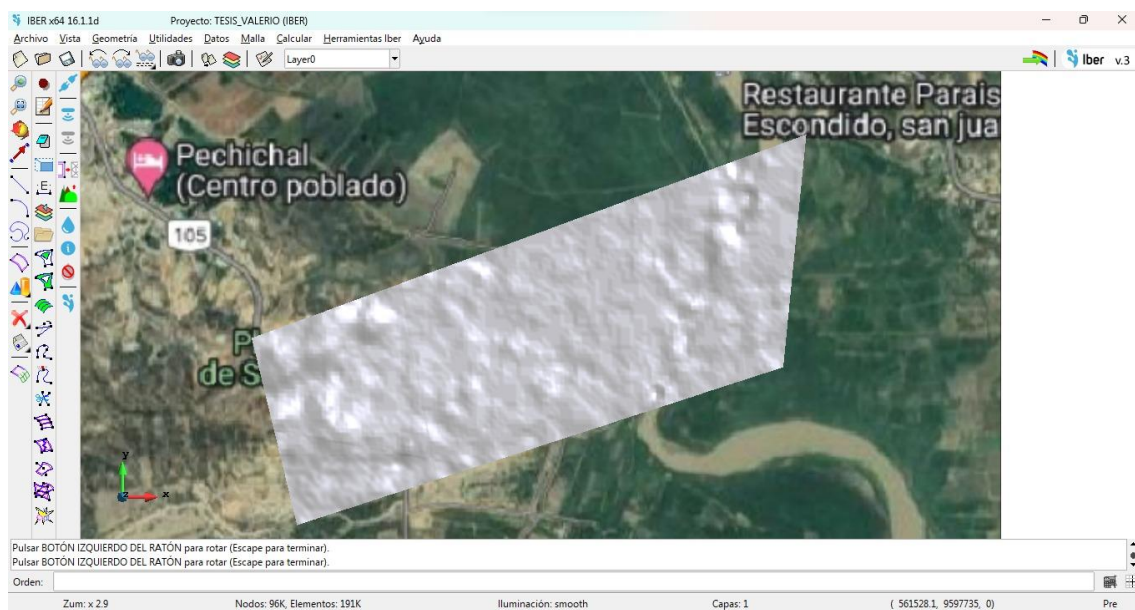 IBER x64 16.1.1d Proyecto: TESIS_VALERIO (IBER)
Archivo Vista Geometría Utilidades Datos Malla Calcular Herramientas Iber Ayuda
Layer0
Iber v.3
Restaurante Parais
Escondido, san jua
Pechichal
(Centro poblado)
105
P
de S
y
x
z
Pulsar BOTÓN IZQUIERDO DEL RATÓN para rotar (Escape para terminar).
Pulsar BOTÓN IZQUIERDO DEL RATÓN para rotar (Escape para terminar).
Orden:
Zum: x 2.9 Nodos: 96K, Elementos: 191K Iluminación: smooth Capas: 1 ( 561528.1, 9597735, 0) Pre